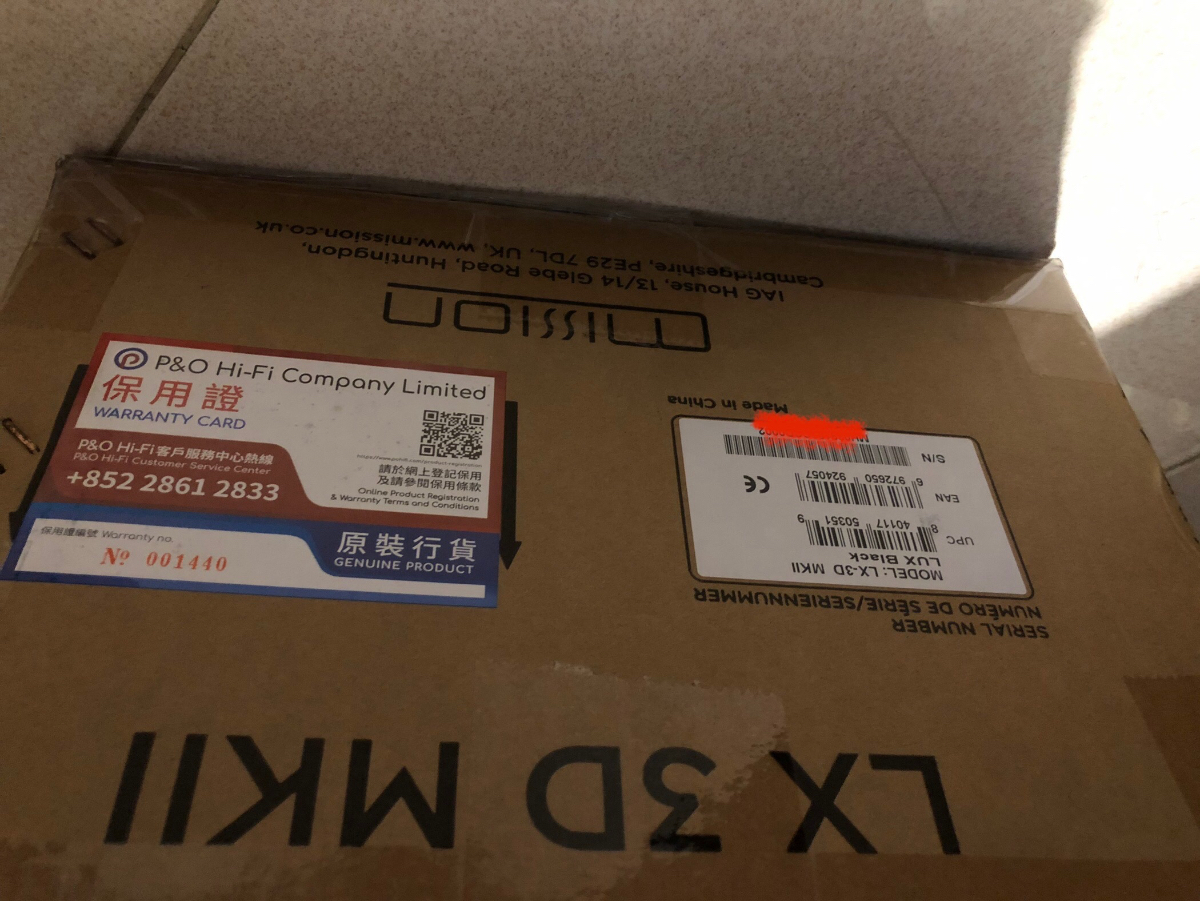 P&O Hi-Fi Company Limited
保用證
WARRANTY CARD
P&O Hi-Fi客戶服務中心熱線
P&O Hi-Fi Customer Service Center
+852 2861 2833
請於網上登記保用
及請參閱保用條款
Online Product Registration
& Warranty Terms and Conditions
保用證編號 Warranty no.
Nº 001440
原裝行貨
GENUINE PRODUCT
LX 3D MKII
SERIAL NUMBER
NUMÉRO DE SÉRIE/SERIENNUMMER
MODEL: LX-3D MKII
LUX Black
UPC
8 40117 50351 9
EAN
6 972650 924057
CE
S/N
Made in China
mission
IAG House, 13/14 Glebe Road, Huntingdon,
Cambridgeshire, PE29 7DL, UK. www.mission.co.uk